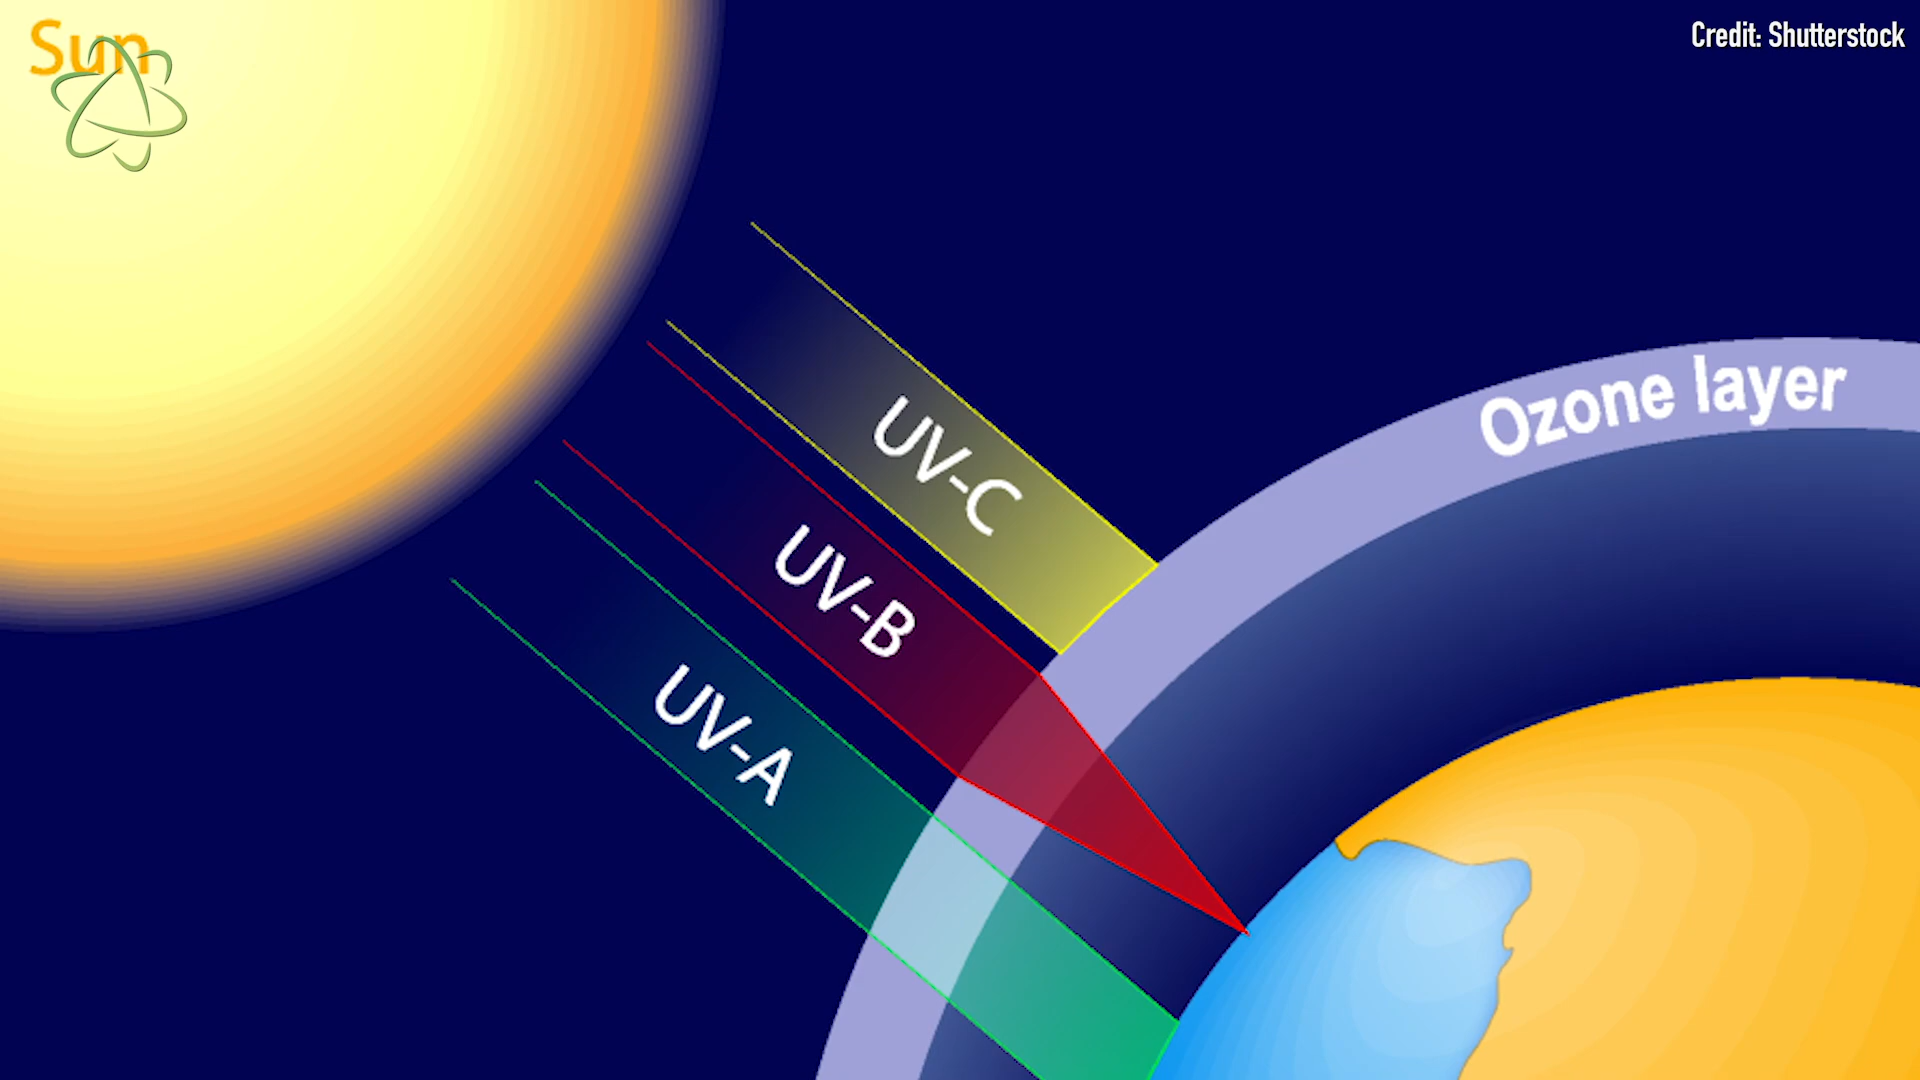 Sun
Credit: Shutterstock
Ozone layer
UV-C
UV-B
UV-A